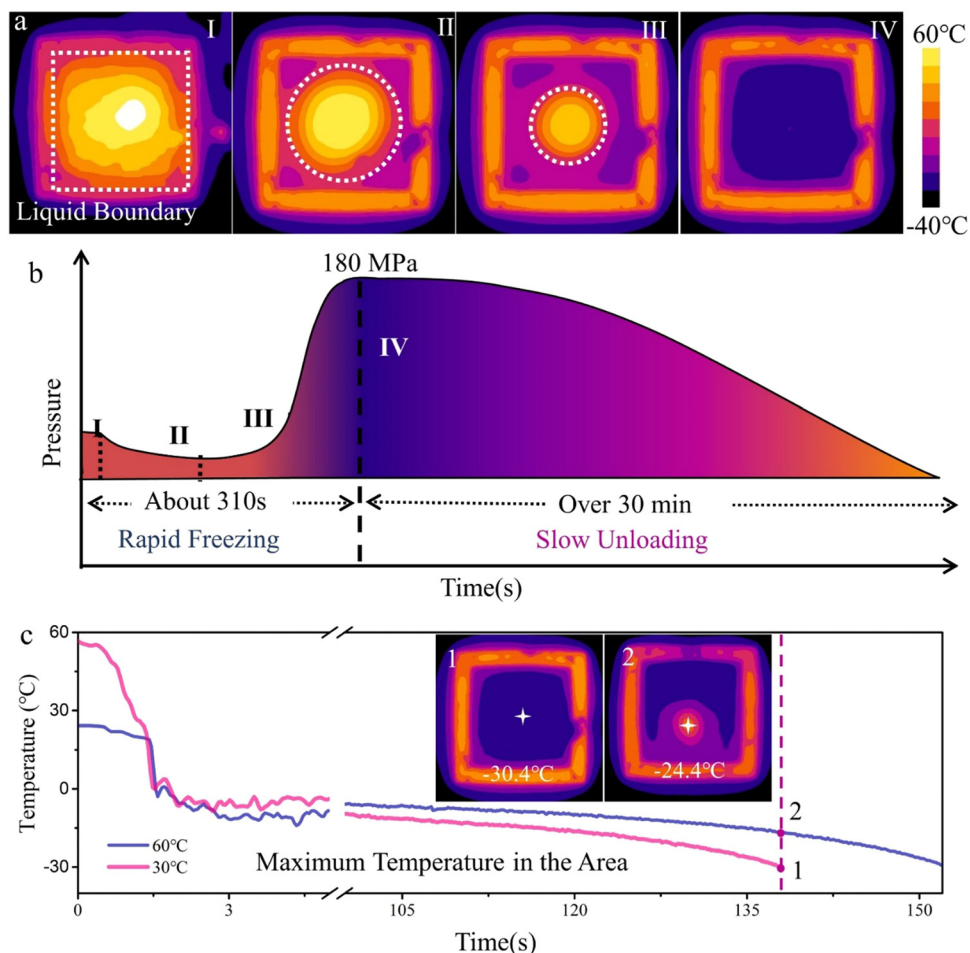 a
I
II
III
IV
60℃
-40℃
Liquid Boundary
b
180 MPa
Pressure
I
II
III
IV
About 310s
Over 30 min
Rapid Freezing
Slow Unloading
Time(s)
c
60
30
0
-30
Temperature (℃)
1
-30.4℃
2
-24.4℃
2
1
60℃
30℃
Maximum Temperature in the Area
0
3
105
120
135
150
Time(s)